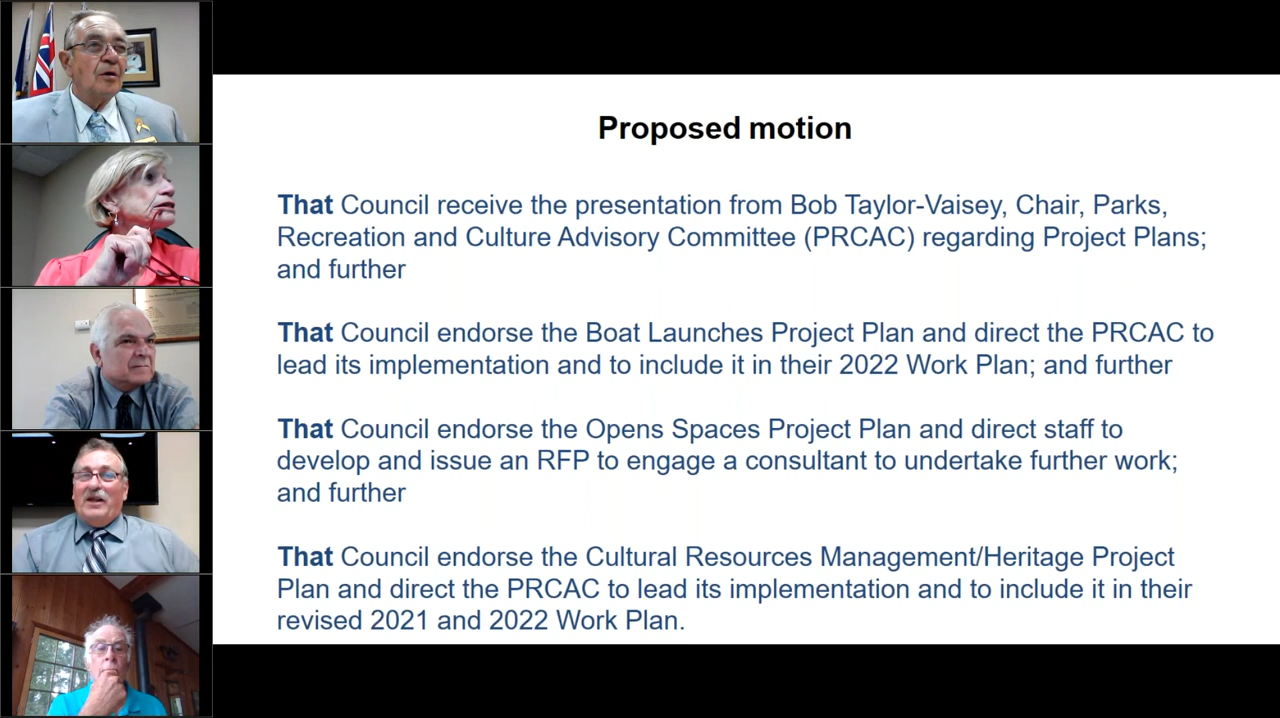 Proposed motion
That Council receive the presentation from Bob Taylor-Vaisey, Chair, Parks,
Recreation and Culture Advisory Committee (PRCAC) regarding Project Plans;
and further
That Council endorse the Boat Launches Project Plan and direct the PRCAC to
lead its implementation and to include it in their 2022 Work Plan; and further
That Council endorse the Opens Spaces Project Plan and direct staff to
develop and issue an RFP to engage a consultant to undertake further work;
and further
That Council endorse the Cultural Resources Management/Heritage Project
Plan and direct the PRCAC to lead its implementation and to include it in their
revised 2021 and 2022 Work Plan.